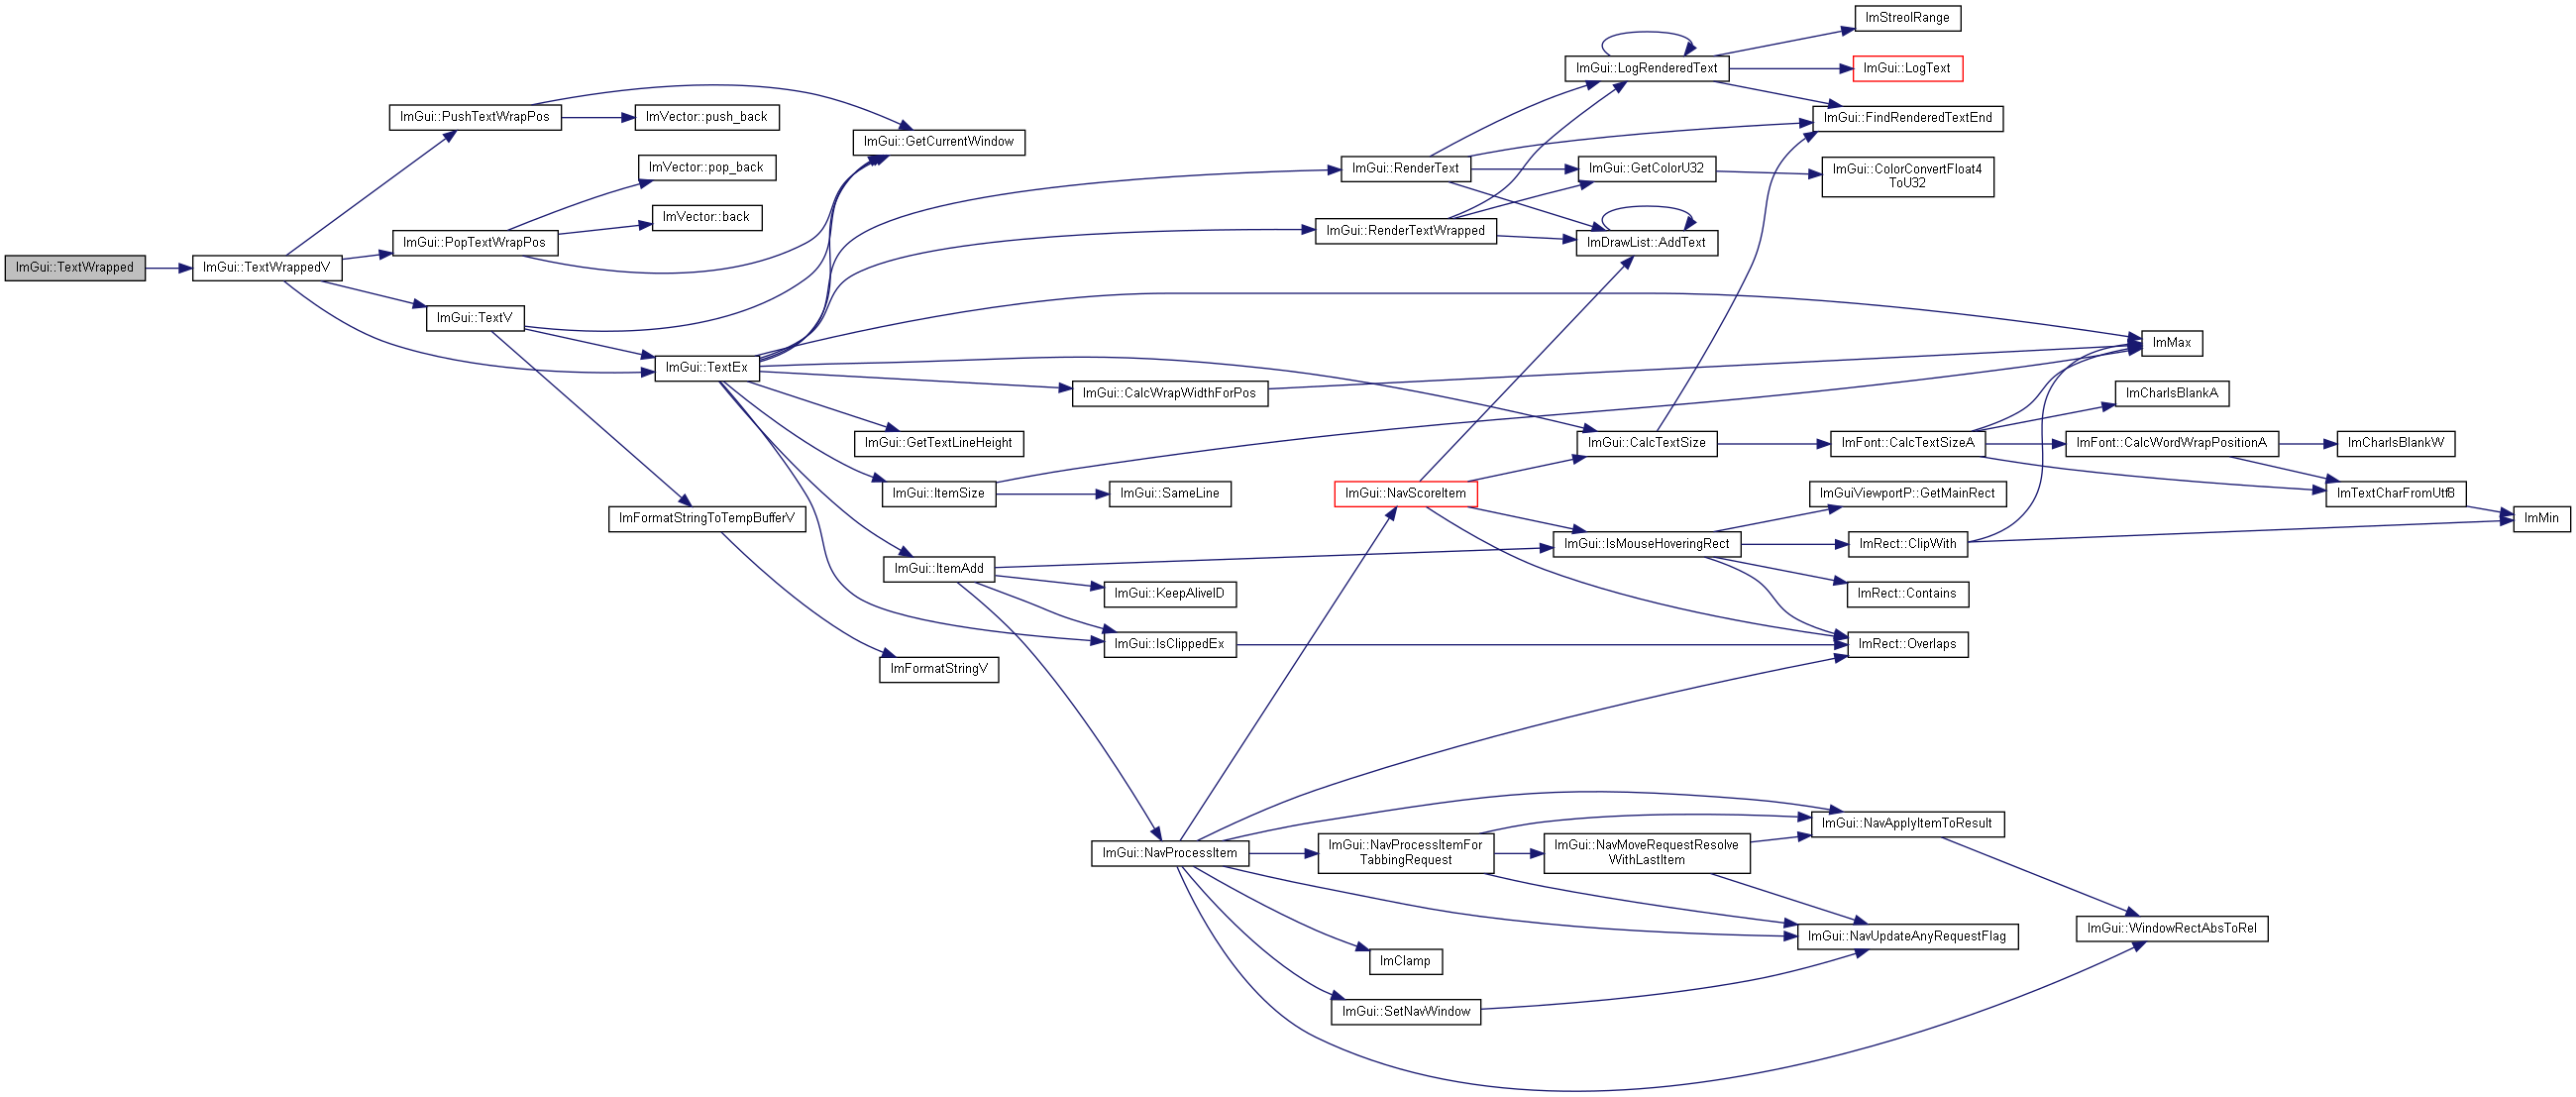 ImGui::TextWrapped
ImGui::TextWrappedV
ImGui::PushTextWrapPos
ImGui::PopTextWrapPos
ImGui::TextV
ImVector::push_back
ImVector::pop_back
ImVector::back
ImGui::TextEx
ImFormatStringToTempBufferV
ImGui::GetCurrentWindow
ImGui::GetTextLineHeight
ImGui::ItemSize
ImGui::ItemAdd
ImFormatStringV
ImGui::CalcWrapWidthForPos
ImGui::SameLine
ImGui::KeepAliveID
ImGui::IsClippedEx
ImGui::NavProcessItem
ImGui::RenderText
ImGui::RenderTextWrapped
ImGui::NavScoreItem
ImGui::NavProcessItemFor
TabbingRequest
ImClamp
ImGui::SetNavWindow
ImGui::LogRenderedText
ImGui::GetColorU32
ImDrawList::AddText
ImGui::CalcTextSize
ImGui::IsMouseHoveringRect
ImGui::NavMoveRequestResolve
WithLastItem
ImStreolRange
ImGui::LogText
ImGui::FindRenderedTextEnd
ImGui::ColorConvertFloat4
ToU32
ImFont::CalcTextSizeA
ImGuiViewportP::GetMainRect
ImRect::ClipWith
ImRect::Contains
ImRect::Overlaps
ImGui::NavApplyItemToResult
ImGui::NavUpdateAnyRequestFlag
ImMax
ImCharIsBlankA
ImFont::CalcWordWrapPositionA
ImGui::WindowRectAbsToRel
ImCharIsBlankW
ImTextCharFromUtf8
ImMin